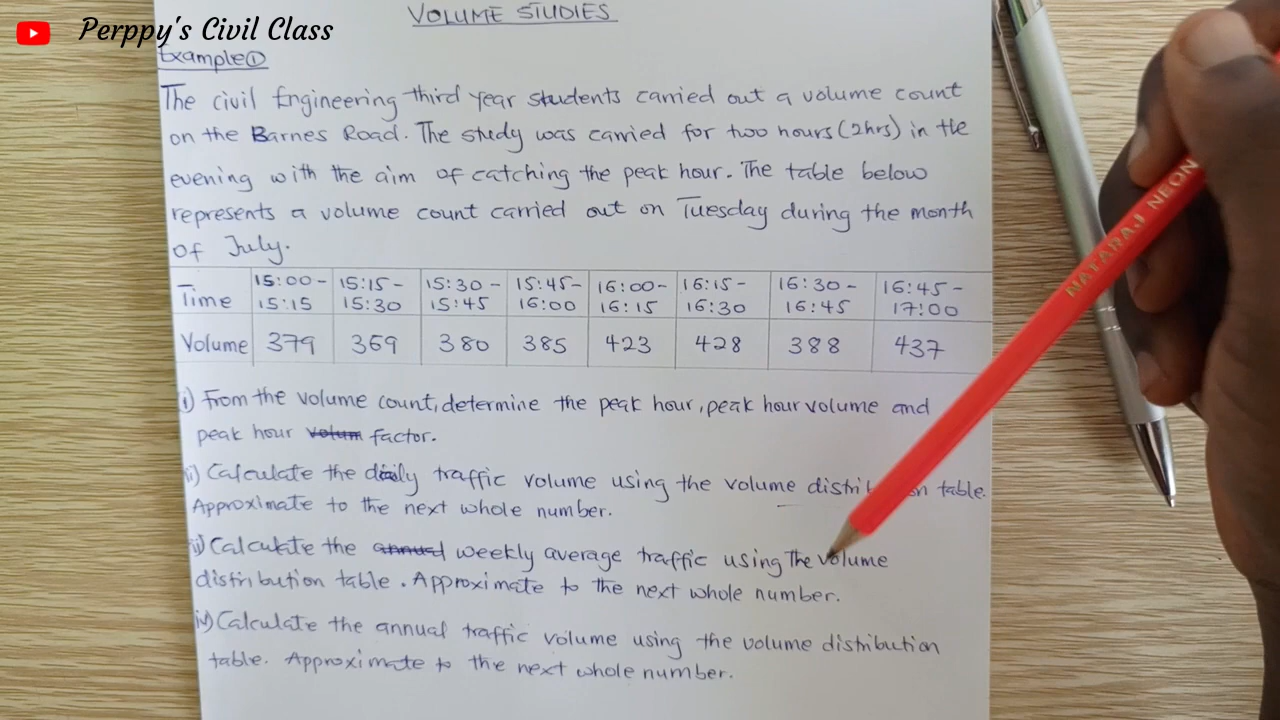 Perppy's Civil Class
VOLUME STUDIES
Example ①
The civil Engineering third year students carried out a volume count
on the Barnes Road. The study was carried for two hours (2hrs) in the
evening with the aim of catching the peak hour. The table below
represents a volume count carried out on Tuesday during the month
of July.
Time 15:00-15:15 15:15-15:30 15:30-15:45 15:45-16:00 16:00-16:15 16:15-16:30 16:30-16:45 16:45-17:00
Volume 379 369 380 385 423 428 388 437
i) From the volume count, determine the peak hour, peak hour volume and
peak hour volum factor.
ii) Calculate the daily traffic volume using the volume table.
Approximate to the next whole number.
iii) Calculate the annual weekly average traffic using the volume
distribution table. Approximate to the next whole number.
iv) Calculate the annual traffic volume using the volume distribution
table. Approximate to the next whole number.
MATARAJ NEON